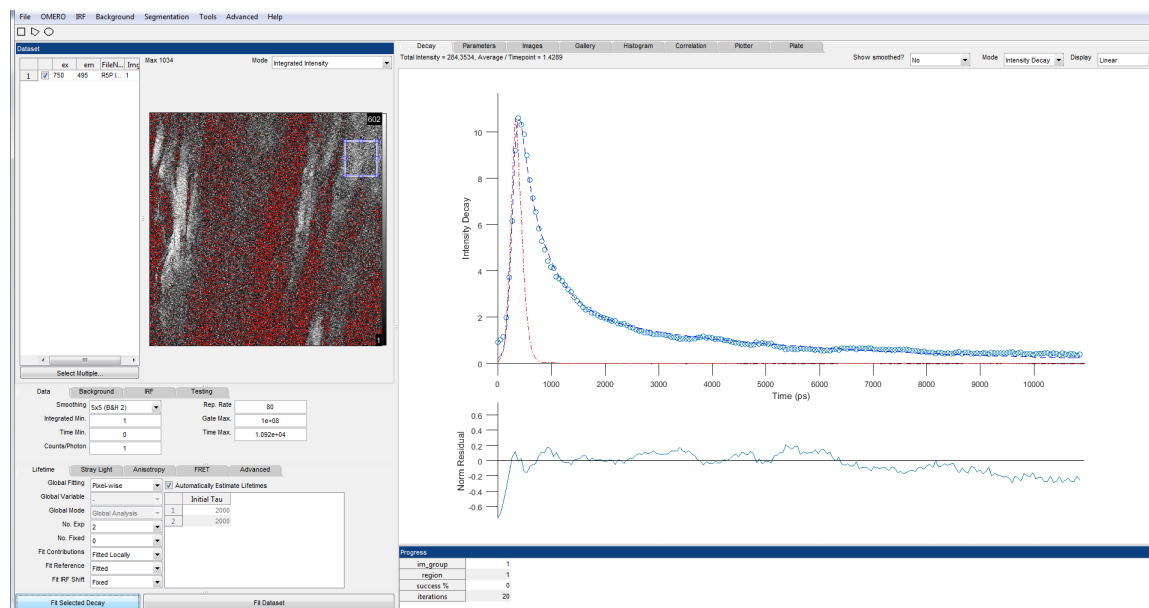 File OMERO IRF Background Segmentation Tools Advanced Help
Dataset
ex em FileN... Img
1 750 495 R5P I... 1
Select Multiple...
Max 1034 Mode Integrated Intensity
602
1
Data Background IRF Testing
Smoothing 5x5 (B&H 2) Rep. Rate 80
Integrated Min. 1 Gate Max. 1e+08
Time Min. 0 Time Max. 1.092e+04
Counts/Photon 1
Lifetime Stray Light Anisotropy FRET Advanced
Global Fitting Pixel-wise Automatically Estimate Lifetimes
Global Variable -
Global Mode Global Analysis
No. Exp 2
No. Fixed 0
Fit Contributions Fitted Locally
Fit Reference Fitted
Fit IRF Shift Fixed
Initial Tau
1 2000
2 2000
Fit Selected Decay Fit Dataset
Decay Parameters Images Gallery Histogram Correlation Plotter Plate
Total Intensity = 284.3534, Average / Timepoint = 1.4289 Show smoothed? No Mode Intensity Decay Display Linear
Intensity Decay
10
8
6
4
2
0
0 1000 2000 3000 4000 5000 6000 7000 8000 9000 10000
Time (ps)
Norm Residual
0.6
0.4
0.2
0
-0.2
-0.4
-0.6
Progress
im_group 1
region 1
success % 0
iterations 20